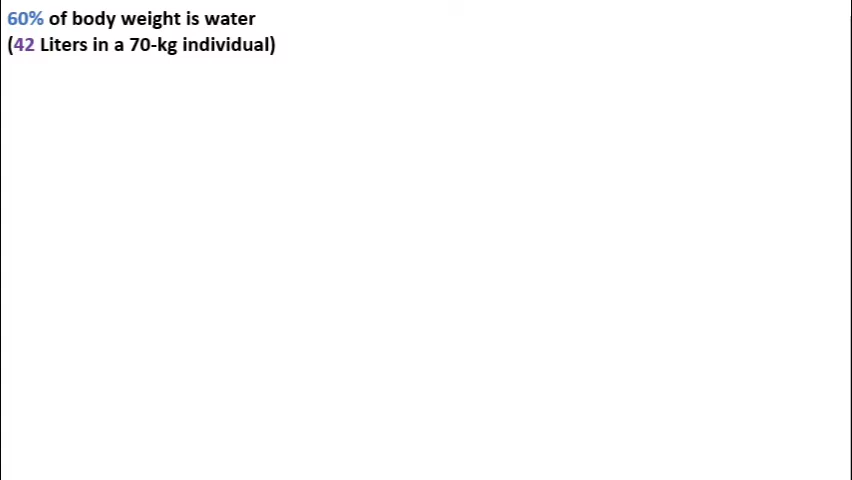 60% of body weight is water
(42 Liters in a 70-kg individual)